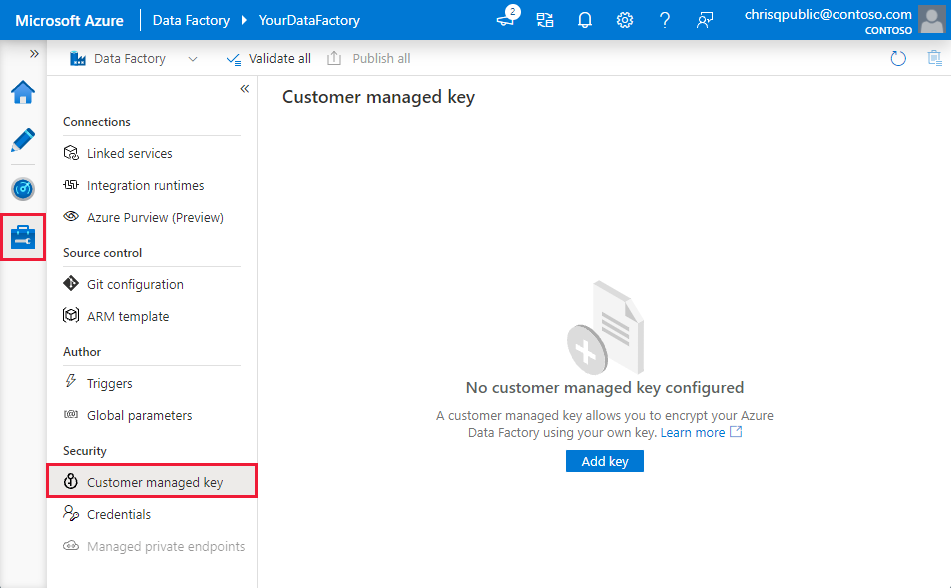 Microsoft Azure
Data Factory
YourDataFactory
2
chrisqpublic@contoso.com
CONTOSO
Data Factory
Validate all
Publish all
Connections
Linked services
Integration runtimes
Azure Purview (Preview)
Source control
Git configuration
ARM template
Author
Triggers
Global parameters
Security
Customer managed key
Credentials
Managed private endpoints
Customer managed key
No customer managed key configured
A customer managed key allows you to encrypt your Azure
Data Factory using your own key. Learn more
Add key